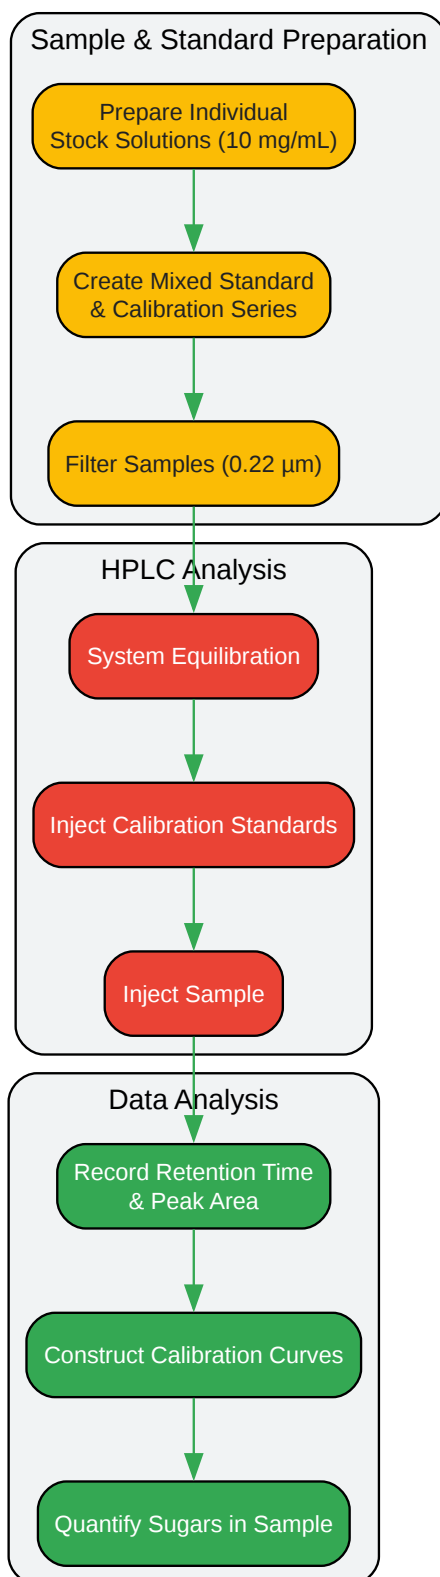 Sample & Standard Preparation
Prepare Individual
Stock Solutions (10 mg/mL)
Create Mixed Standard
& Calibration Series
Filter Samples (0.22 µm)
HPLC Analysis
System Equilibration
Inject Calibration Standards
Inject Sample
Data Analysis
Record Retention Time
& Peak Area
Construct Calibration Curves
Quantify Sugars in Sample